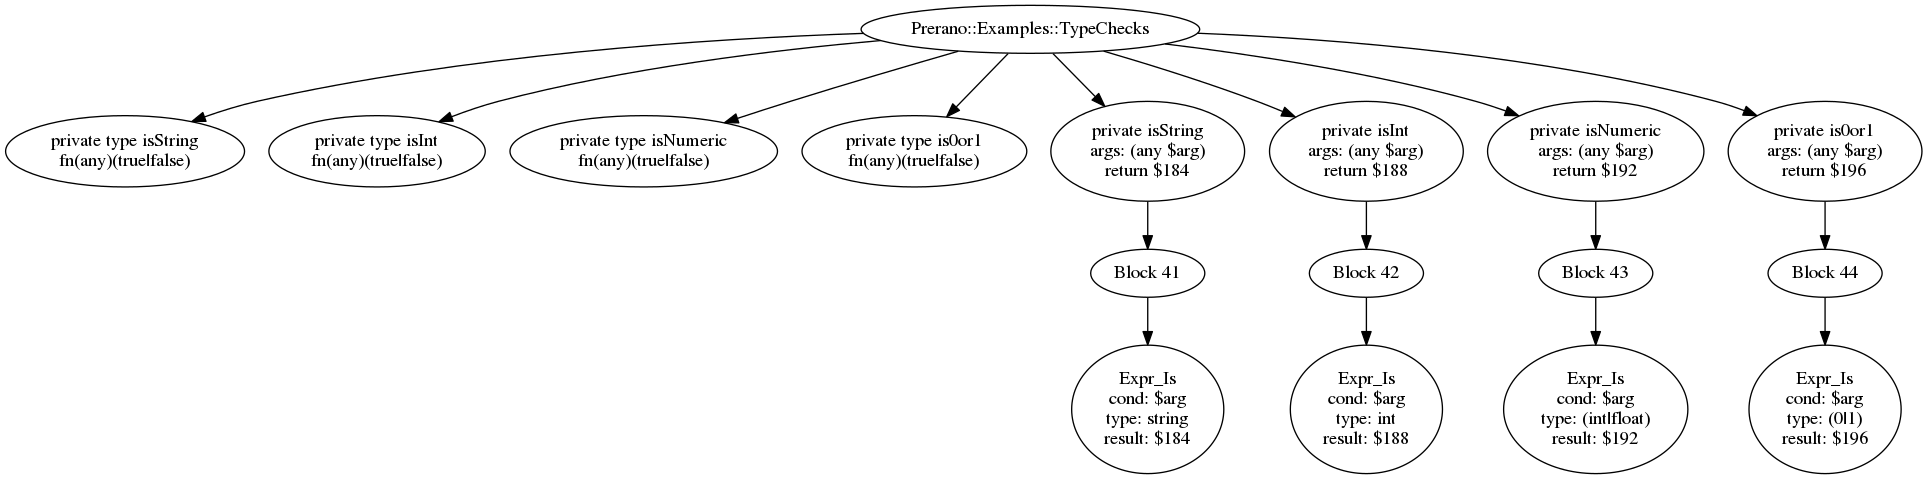 Prerano::Examples::TypeChecks
private type isString
fn(any)(true|false)
private type isInt
fn(any)(true|false)
private type isNumeric
fn(any)(true|false)
private type is0or1
fn(any)(true|false)
private isString
args: (any $arg)
return $184
private isInt
args: (any $arg)
return $188
private isNumeric
args: (any $arg)
return $192
private is0or1
args: (any $arg)
return $196
Block 41
Block 42
Block 43
Block 44
Expr_Is
cond: $arg
type: string
result: $184
Expr_Is
cond: $arg
type: int
result: $188
Expr_Is
cond: $arg
type: (int|float)
result: $192
Expr_Is
cond: $arg
type: (0|1)
result: $196